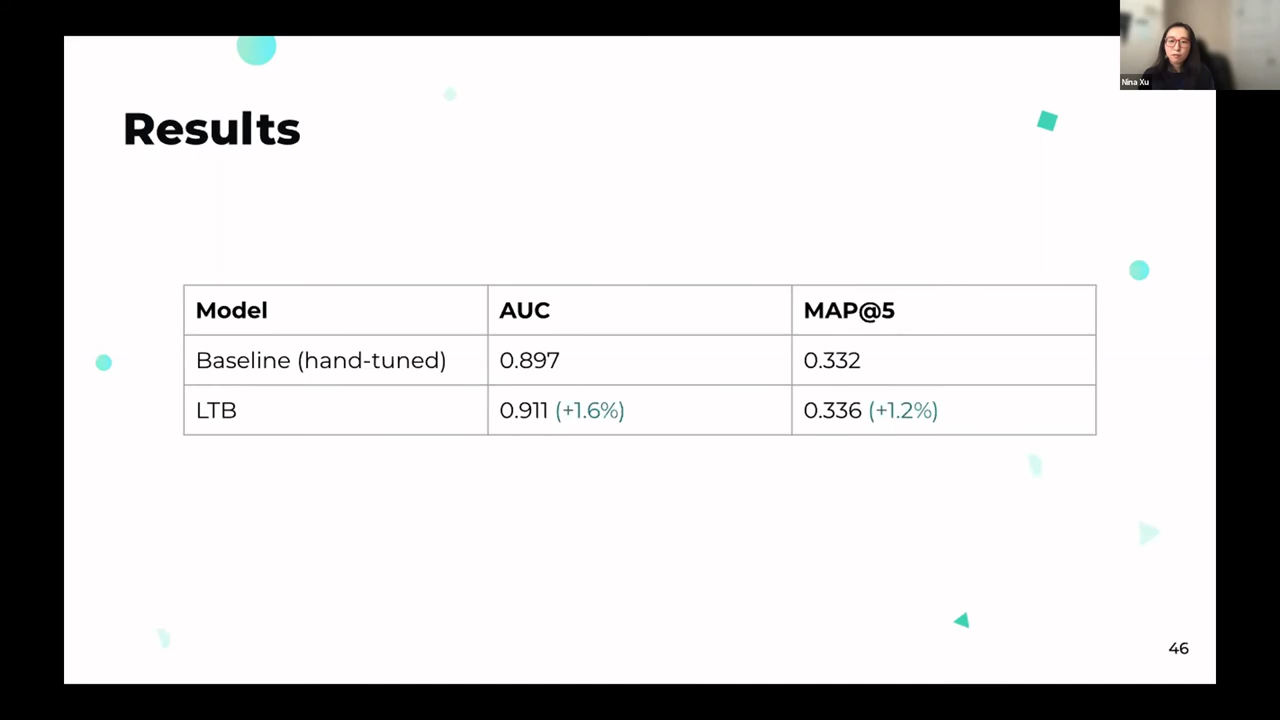 Nina Xu
Results
Model AUC MAP@5
Baseline (hand-tuned) 0.897 0.332
LTB 0.911 (+1.6%) 0.336 (+1.2%)
46